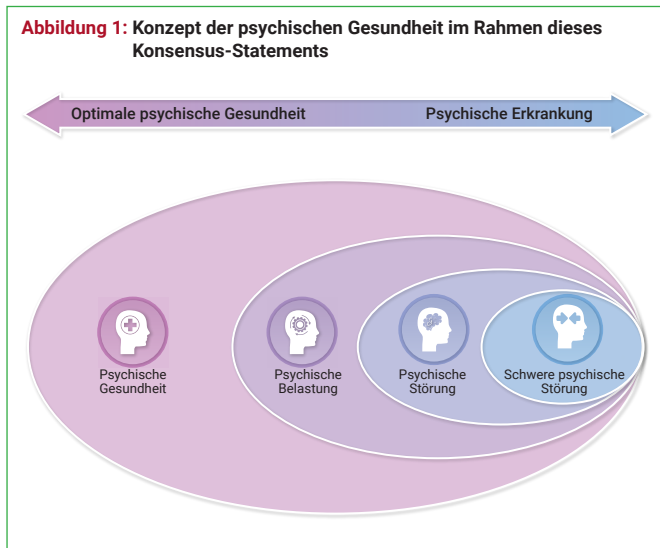 Abbildung 1: Konzept der psychischen Gesundheit im Rahmen dieses
Konsensus-Statements
Optimale psychische Gesundheit
Psychische Erkrankung
Psychische
Gesundheit
Psychische
Belastung
Psychische
Störung
Schwere psychische
Störung